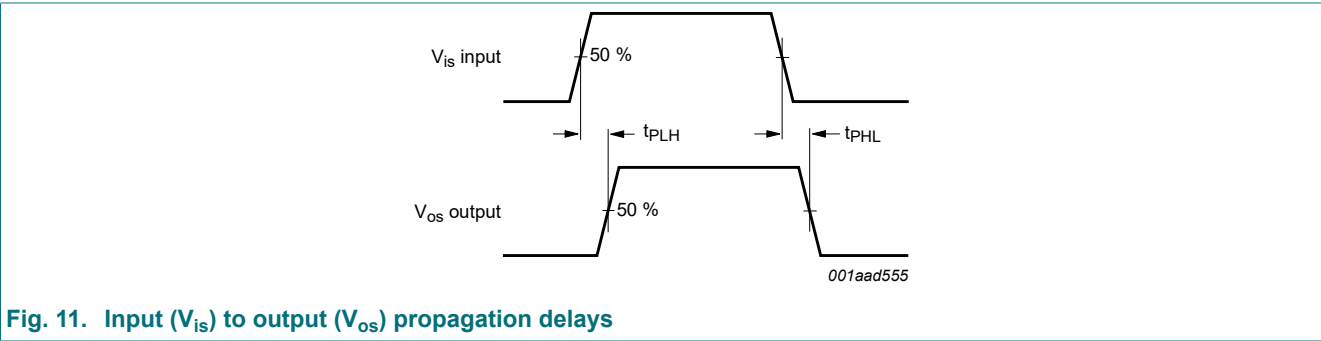 V_is input
50 %
t_PLH
t_PHL
V_os output
50 %
001aad555
Fig. 11. Input (V_is) to output (V_os) propagation delays